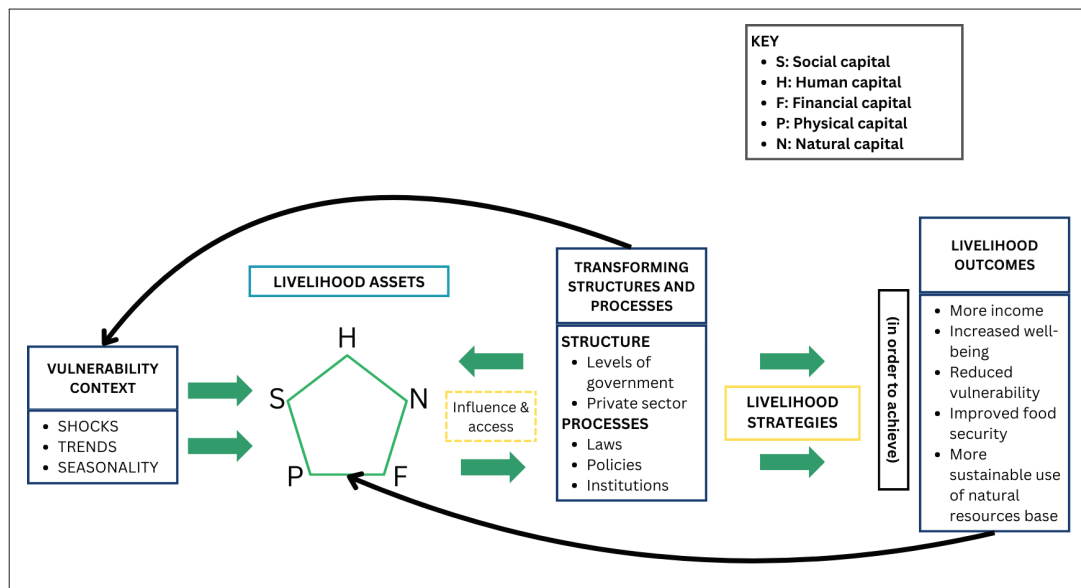 KEY
• S: Social capital
• H: Human capital
• F: Financial capital
• P: Physical capital
• N: Natural capital
VULNERABILITY
CONTEXT
• SHOCKS
• TRENDS
• SEASONALITY
LIVELIHOOD ASSETS
H
S
N
P
F
Influence &
access
TRANSFORMING
STRUCTURES AND
PROCESSES
STRUCTURE
• Levels of
government
• Private sector
PROCESSES
• Laws
• Policies
• Institutions
LIVELIHOOD
STRATEGIES
(in order to achieve)
LIVELIHOOD
OUTCOMES
• More income
• Increased well-
being
• Reduced
vulnerability
• Improved food
security
• More
sustainable use
of natural
resources base